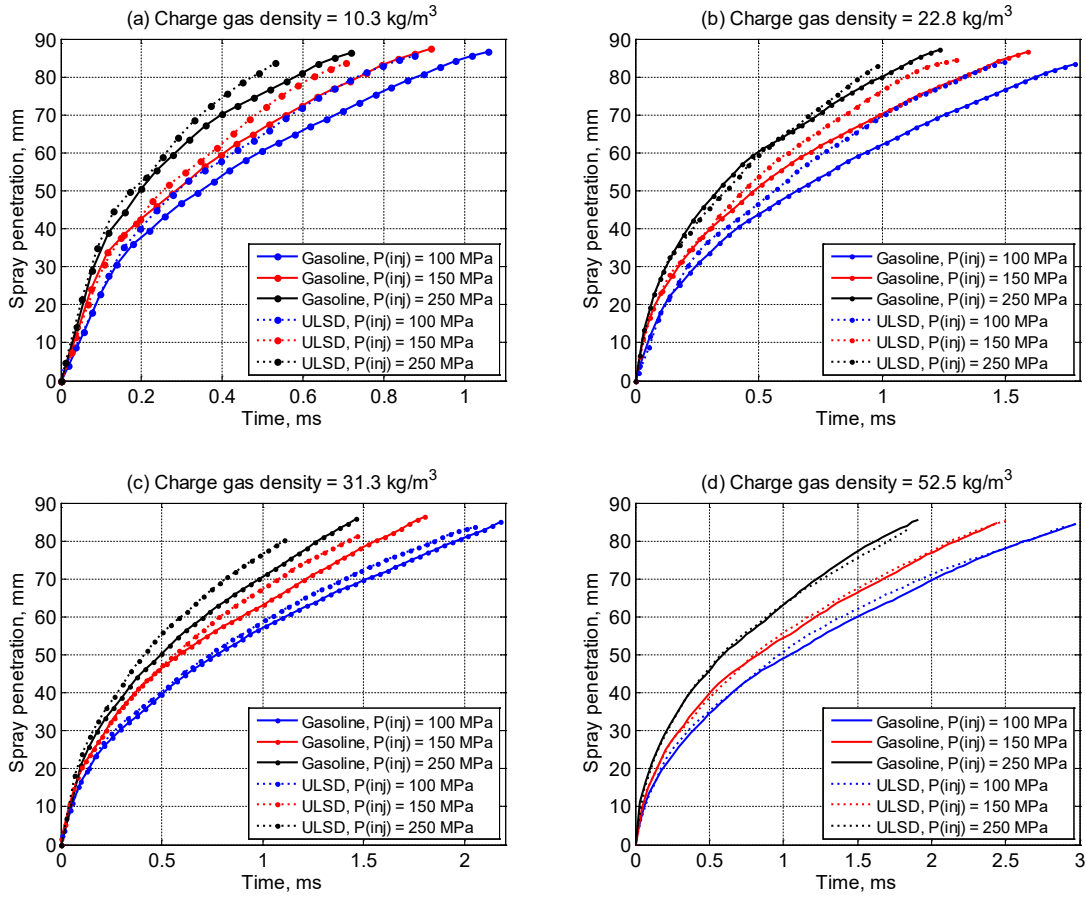 (a) Charge gas density = 10.3 kg/m³
Spray penetration, mm
90
80
70
60
50
40
30
20
10
0
Gasoline, P(inj) = 100 MPa
Gasoline, P(inj) = 150 MPa
Gasoline, P(inj) = 250 MPa
ULSD, P(inj) = 100 MPa
ULSD, P(inj) = 150 MPa
ULSD, P(inj) = 250 MPa
0 0.2 0.4 0.6 0.8 1
Time, ms
(b) Charge gas density = 22.8 kg/m³
Spray penetration, mm
90
80
70
60
50
40
30
20
10
0
Gasoline, P(inj) = 100 MPa
Gasoline, P(inj) = 150 MPa
Gasoline, P(inj) = 250 MPa
ULSD, P(inj) = 100 MPa
ULSD, P(inj) = 150 MPa
ULSD, P(inj) = 250 MPa
0 0.5 1 1.5
Time, ms
(c) Charge gas density = 31.3 kg/m³
Spray penetration, mm
90
80
70
60
50
40
30
20
10
0
Gasoline, P(inj) = 100 MPa
Gasoline, P(inj) = 150 MPa
Gasoline, P(inj) = 250 MPa
ULSD, P(inj) = 100 MPa
ULSD, P(inj) = 150 MPa
ULSD, P(inj) = 250 MPa
0 0.5 1 1.5 2
Time, ms
(d) Charge gas density = 52.5 kg/m³
Spray penetration, mm
90
80
70
60
50
40
30
20
10
0
Gasoline, P(inj) = 100 MPa
Gasoline, P(inj) = 150 MPa
Gasoline, P(inj) = 250 MPa
ULSD, P(inj) = 100 MPa
ULSD, P(inj) = 150 MPa
ULSD, P(inj) = 250 MPa
0 0.5 1 1.5 2 2.5 3
Time, ms